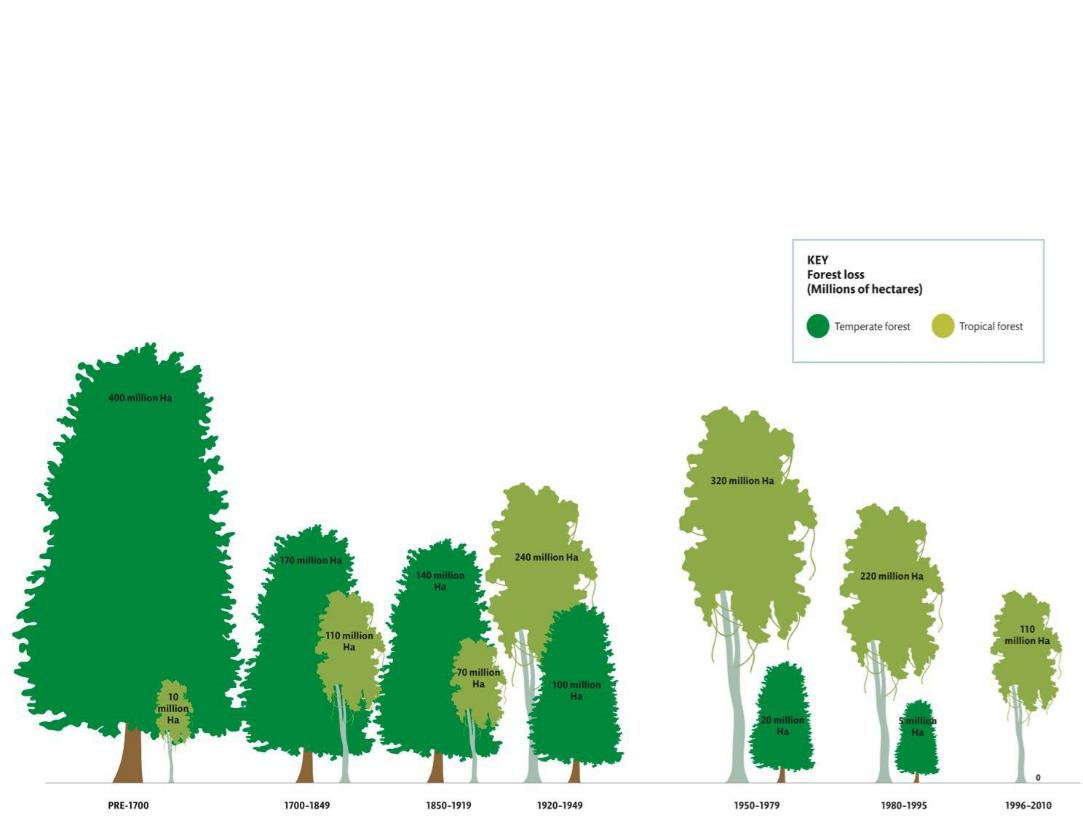 KEY
Forest loss
(Millions of hectares)
Temperate forest
Tropical forest
400 million Ha
10
million
Ha
170 million Ha
110 million
Ha
140 million
Ha
70 million
Ha
240 million Ha
100 million
Ha
320 million Ha
20 million
Ha
220 million Ha
5 million
Ha
110
million Ha
0
PRE-1700
1700-1849
1850-1919
1920-1949
1950-1979
1980-1995
1996-2010